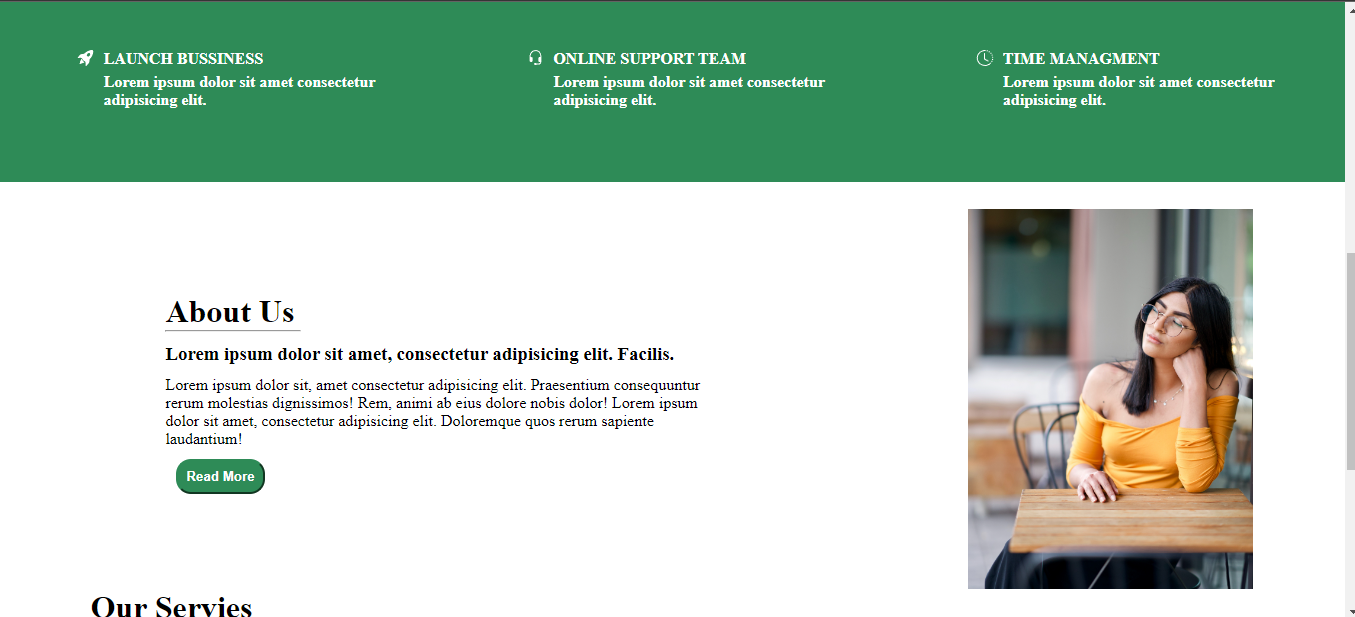 LAUNCH BUSSINESS
Lorem ipsum dolor sit amet consectetur
adipisicing elit.
ONLINE SUPPORT TEAM
Lorem ipsum dolor sit amet consectetur
adipisicing elit.
TIME MANAGMENT
Lorem ipsum dolor sit amet consectetur
adipisicing elit.
About Us
Lorem ipsum dolor sit amet, consectetur adipisicing elit. Facilis.
Lorem ipsum dolor sit, amet consectetur adipisicing elit. Praesentium consequuntur
rerum molestias dignissimos! Rem, animi ab eius dolore nobis dolor! Lorem ipsum
dolor sit amet, consectetur adipisicing elit. Doloremque quos rerum sapiente
laudantium!
Read More
Our Servies